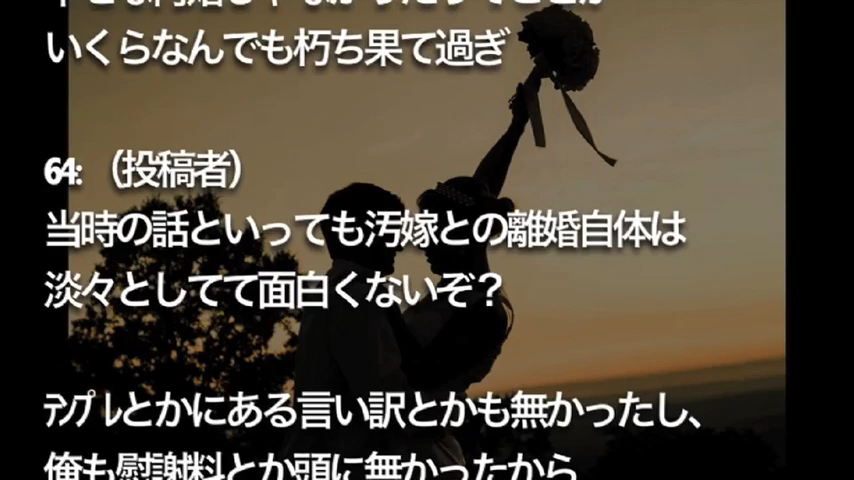 いくらなんでも朽ち果て過ぎ
64: （投稿者）
当時の話といっても汚嫁との離婚自体は
淡々としてて面白くないぞ？
ﾃﾝﾌﾟﾚとかにある言い訳とかも無かったし、
俺も慰謝料とか頭に無かったから